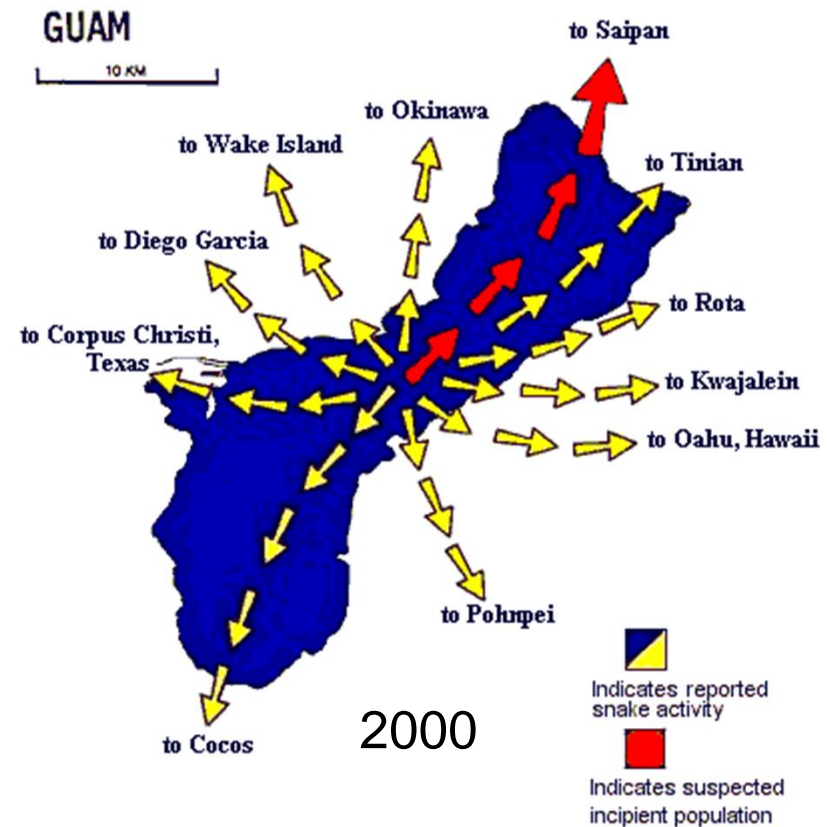 GUAM
10 KM
to Saipan
to Okinawa
to Wake Island
to Tinian
to Diego Garcia
to Rota
to Corpus Christi,
Texas
to Kwajalein
to Oahu, Hawaii
to Pohnpei
to Cocos
2000
Indicates reported
snake activity
Indicates suspected
incipient population